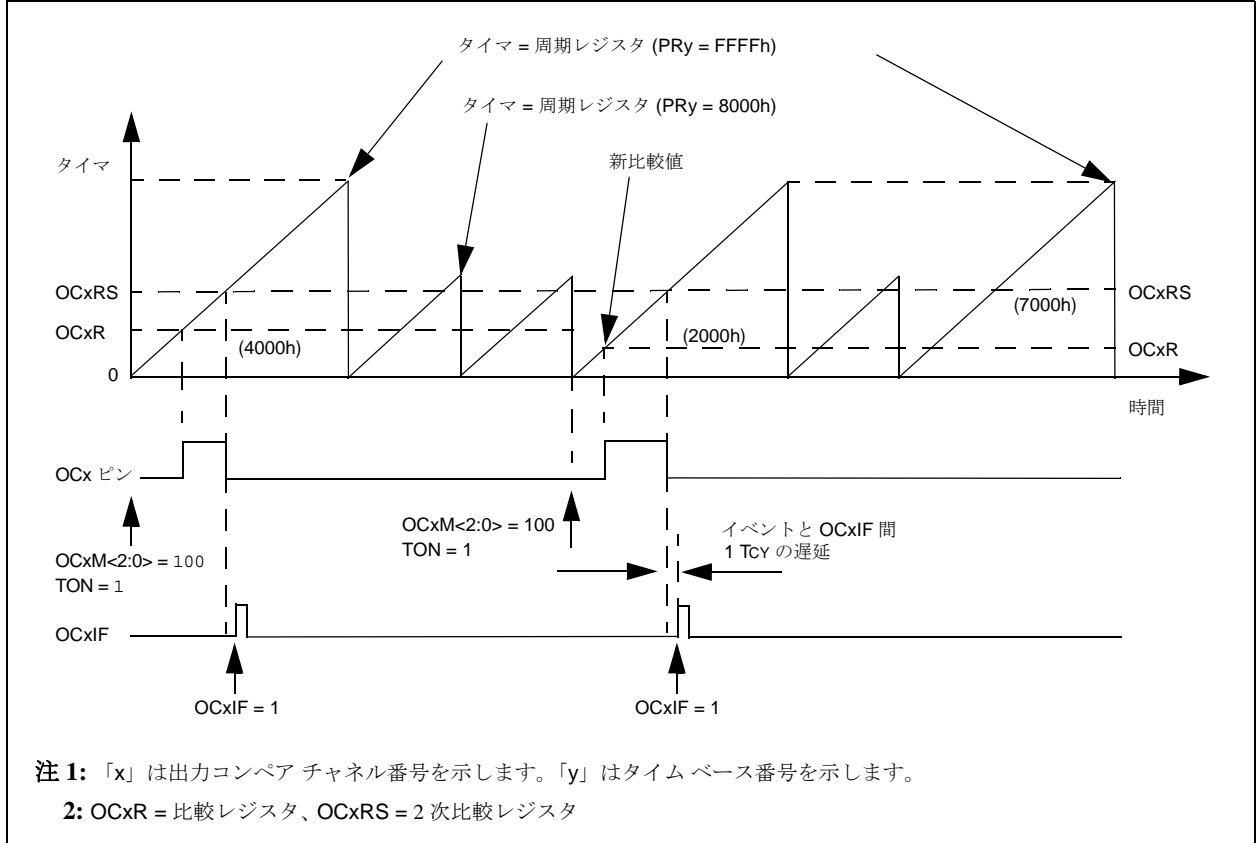 タイマ = 周期レジスタ (PRy = FFFFh)
タイマ = 周期レジスタ (PRy = 8000h)
新比較値
タイマ
OCxRS
OCxR
0
(4000h)
(2000h)
(7000h)
OCxRS
OCxR
時間
OCx ピン
OCxM<2:0> = 100
TON = 1
OCxM<2:0> = 100
TON = 1
イベントと OCxIF 間
1 TCY の遅延
OCxIF
OCxIF = 1
OCxIF = 1
注 1: 「x」は出力コンペア チャネル番号を示します。「y」はタイム ベース番号を示します。
2: OCxR = 比較レジスタ、OCxRS = 2 次比較レジスタ